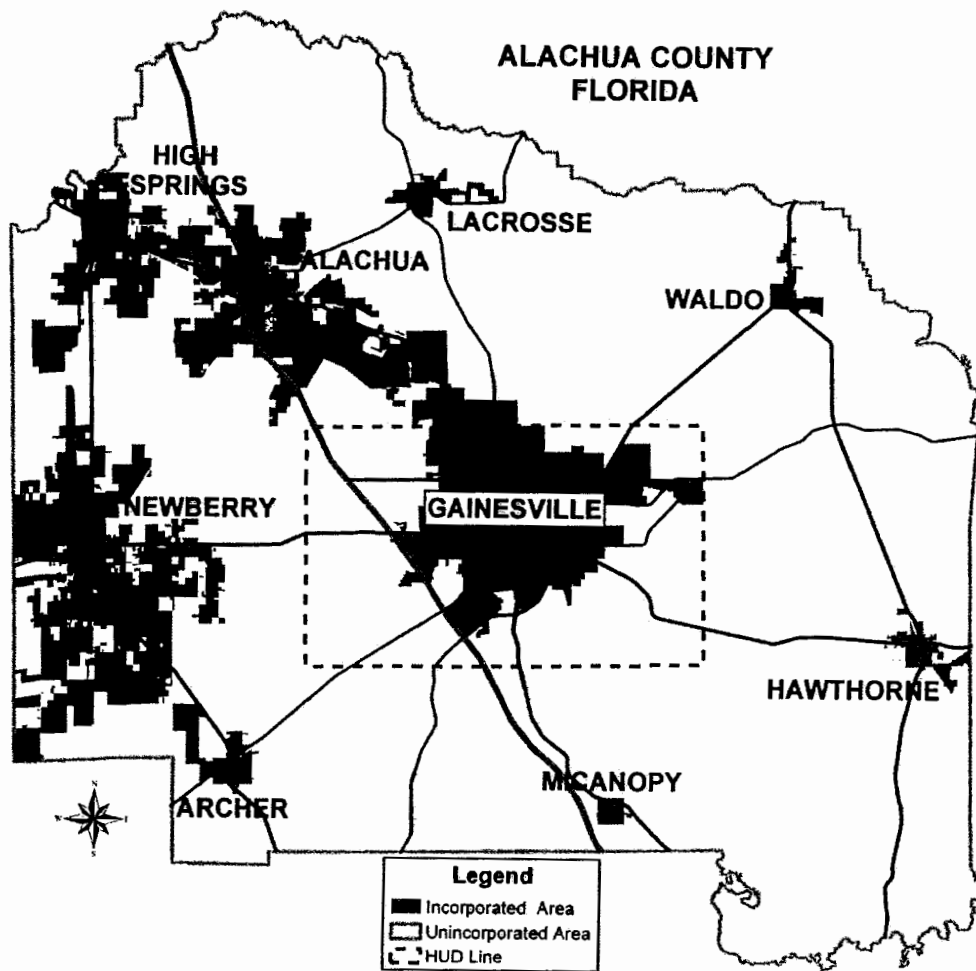 ALACHUA COUNTY
FLORIDA
HIGH
SPRINGS
LACROSSE
ALACHUA
WALDO
NEWBERRY
GAINESVILLE
HAWTHORNE
MICANOPY
ARCHER
N
S
Legend
Incorporated Area
Unincorporated Area
HUD Line